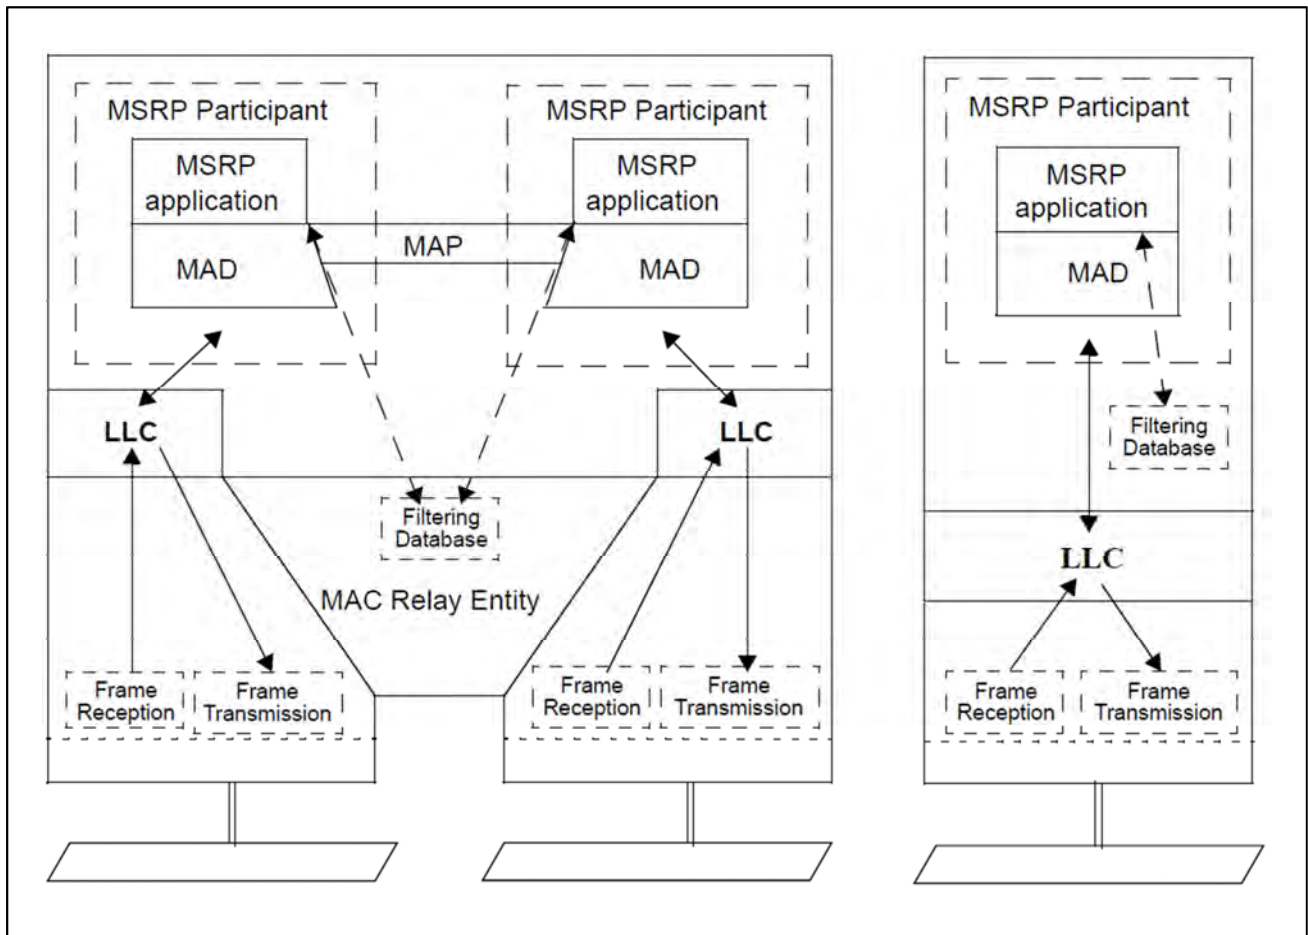 MSRP Participant
MSRP
application
MAD
MAP
MSRP Participant
MSRP
application
MAD
LLC
LLC
Filtering
Database
MAC Relay Entity
Frame
Reception
Frame
Transmission
Frame
Reception
Frame
Transmission
MSRP Participant
MSRP
application
MAD
Filtering
Database
LLC
Frame
Reception
Frame
Transmission